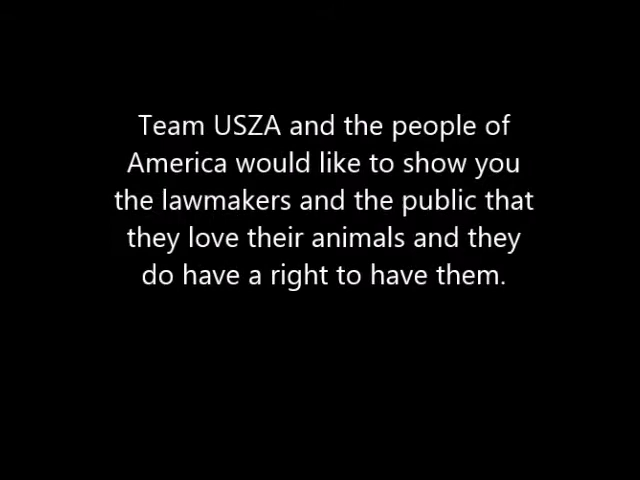 Team USZA and the people of
America would like to show you
the lawmakers and the public that
they love their animals and they
do have a right to have them.